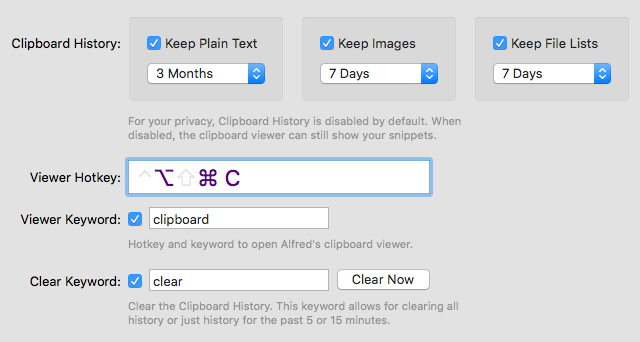 Clipboard History: Keep Plain Text Keep Images Keep File Lists
3 Months 7 Days 7 Days
For your privacy, Clipboard History is disabled by default. When
disabled, the clipboard viewer can still show your snippets.
Viewer Hotkey: ^⌥⇧⌘ C
Viewer Keyword: clipboard
Hotkey and keyword to open Alfred's clipboard viewer.
Clear Keyword: clear Clear Now
Clear the Clipboard History. This keyword allows for clearing all
history or just history for the past 5 or 15 minutes.